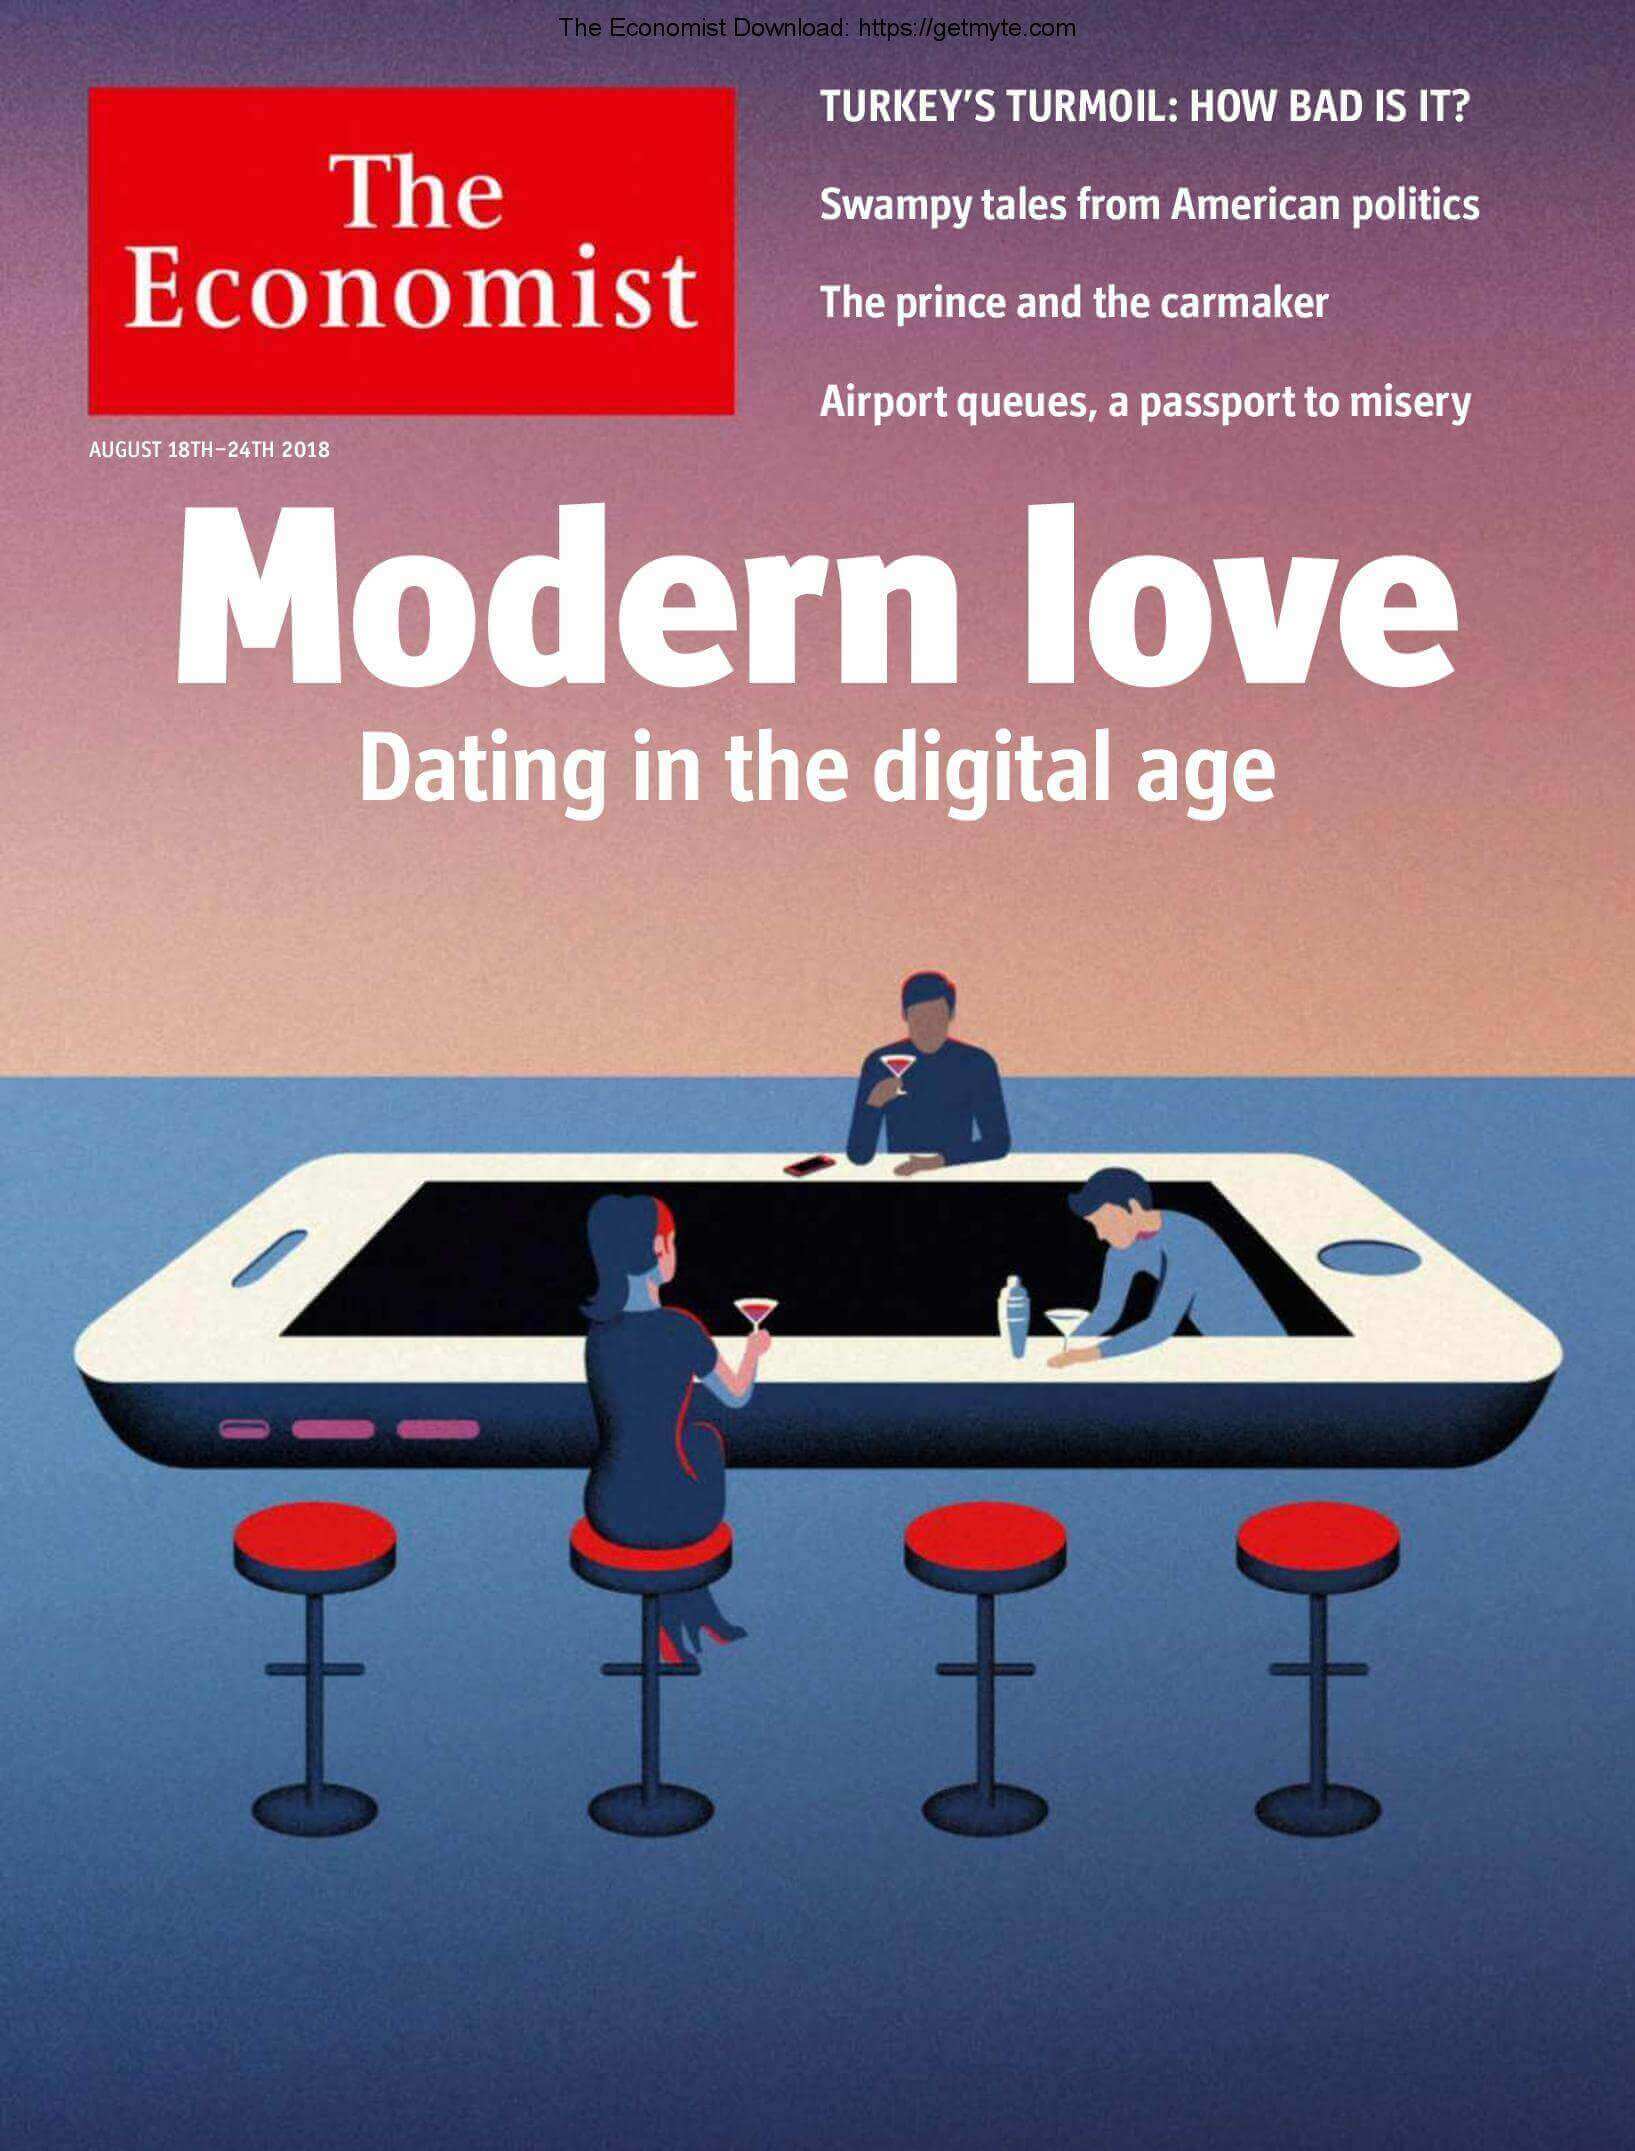 The Economist Download: https://getmyte.com
The
Economist
AUGUST 18TH–24TH 2018
TURKEY'S TURMOIL: HOW BAD IS IT?
Swampy tales from American politics
The prince and the carmaker
Airport queues, a passport to misery
Modern love
Dating in the digital age